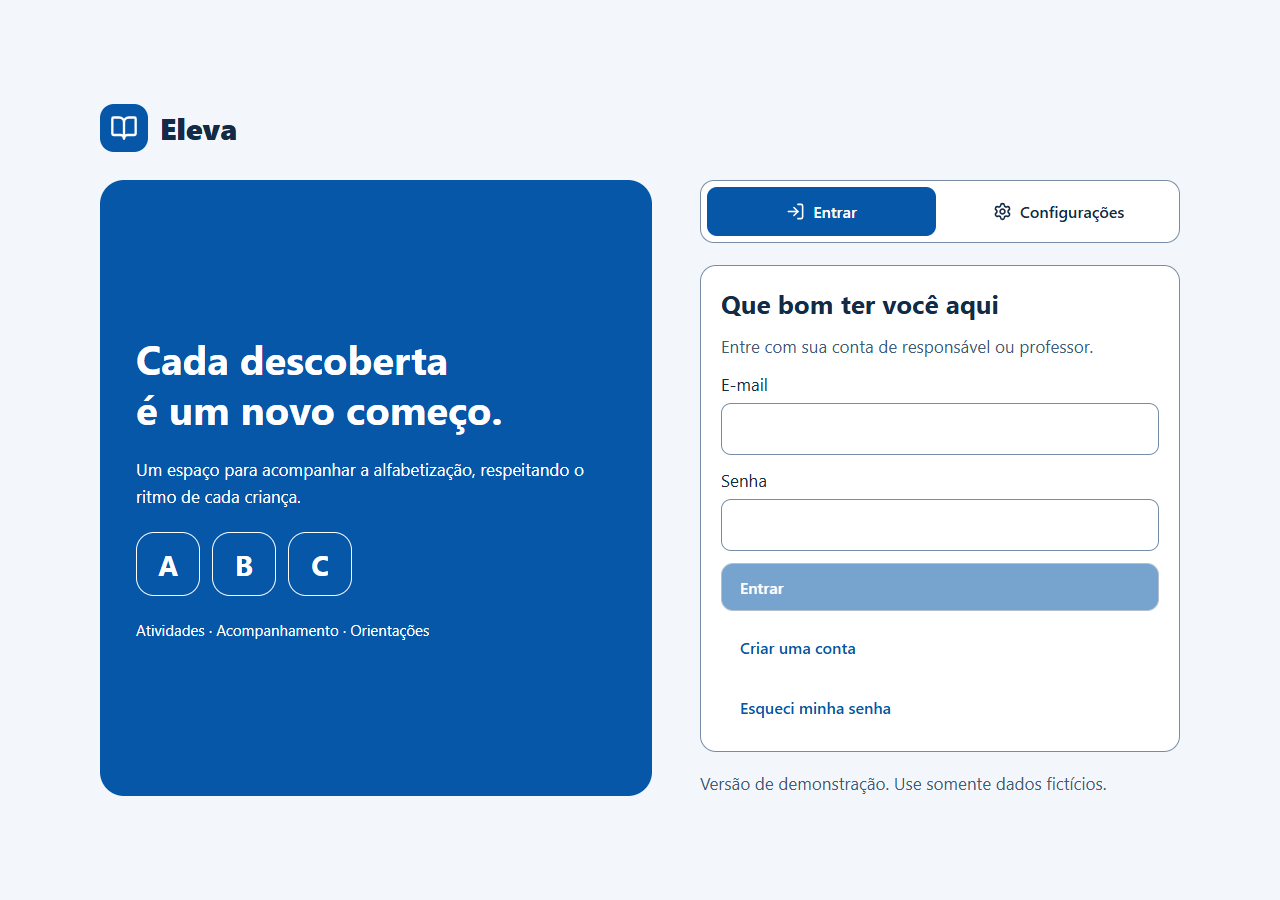 Eleva
Cada descoberta
é um novo começo.
Um espaço para acompanhar a alfabetização, respeitando o
ritmo de cada criança.
A B C
Atividades · Acompanhamento · Orientações
Entrar Configurações
Que bom ter você aqui
Entre com sua conta de responsável ou professor.
E-mail
Senha
Entrar
Criar uma conta
Esqueci minha senha
Versão de demonstração. Use somente dados fictícios.